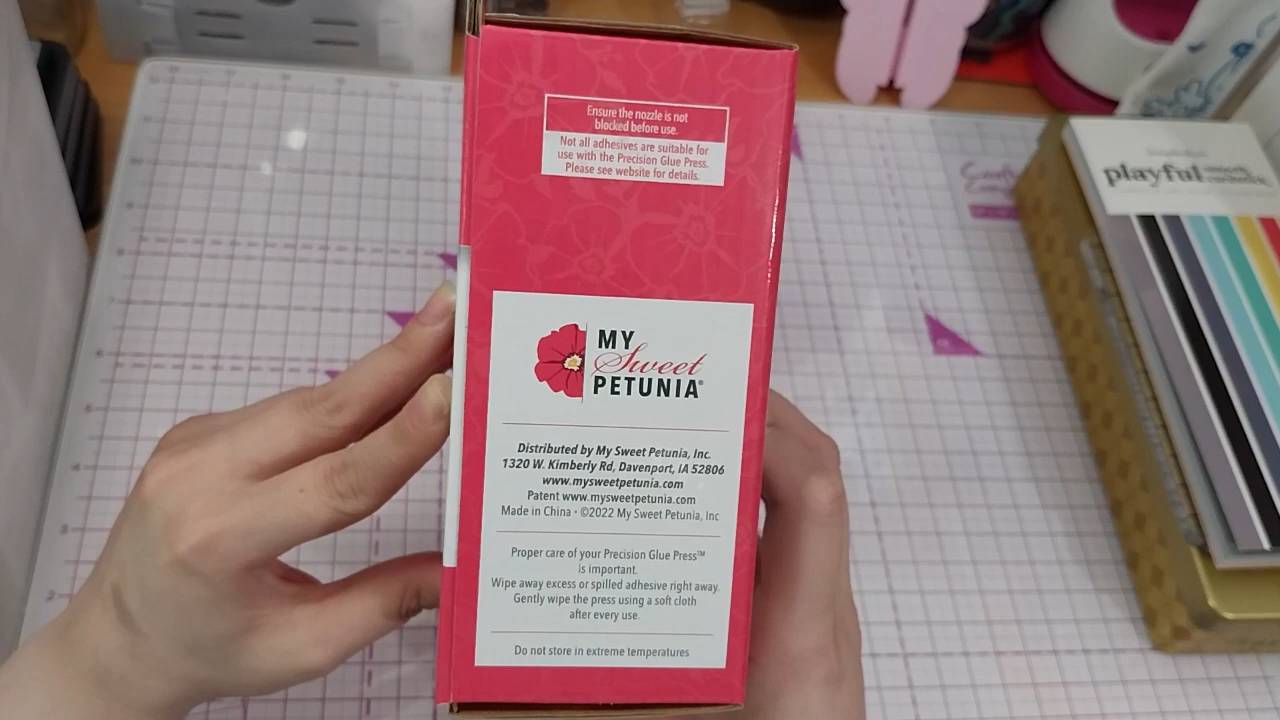 Ensure the nozzle is not
blocked before use.
Not all adhesives are suitable for
use with the Precision Glue Press.
Please see website for details.
MY
Sweet
PETUNIA®
Distributed by My Sweet Petunia, Inc.
1320 W. Kimberly Rd, Davenport, IA 52806
www.mysweetpetunia.com
Patent www.mysweetpetunia.com
Made in China • ©2022 My Sweet Petunia, Inc
Proper care of your Precision Glue Press™
is important.
Wipe away excess or spilled adhesive right away.
Gently wipe the press using a soft cloth
after every use.
Do not store in extreme temperatures
playful